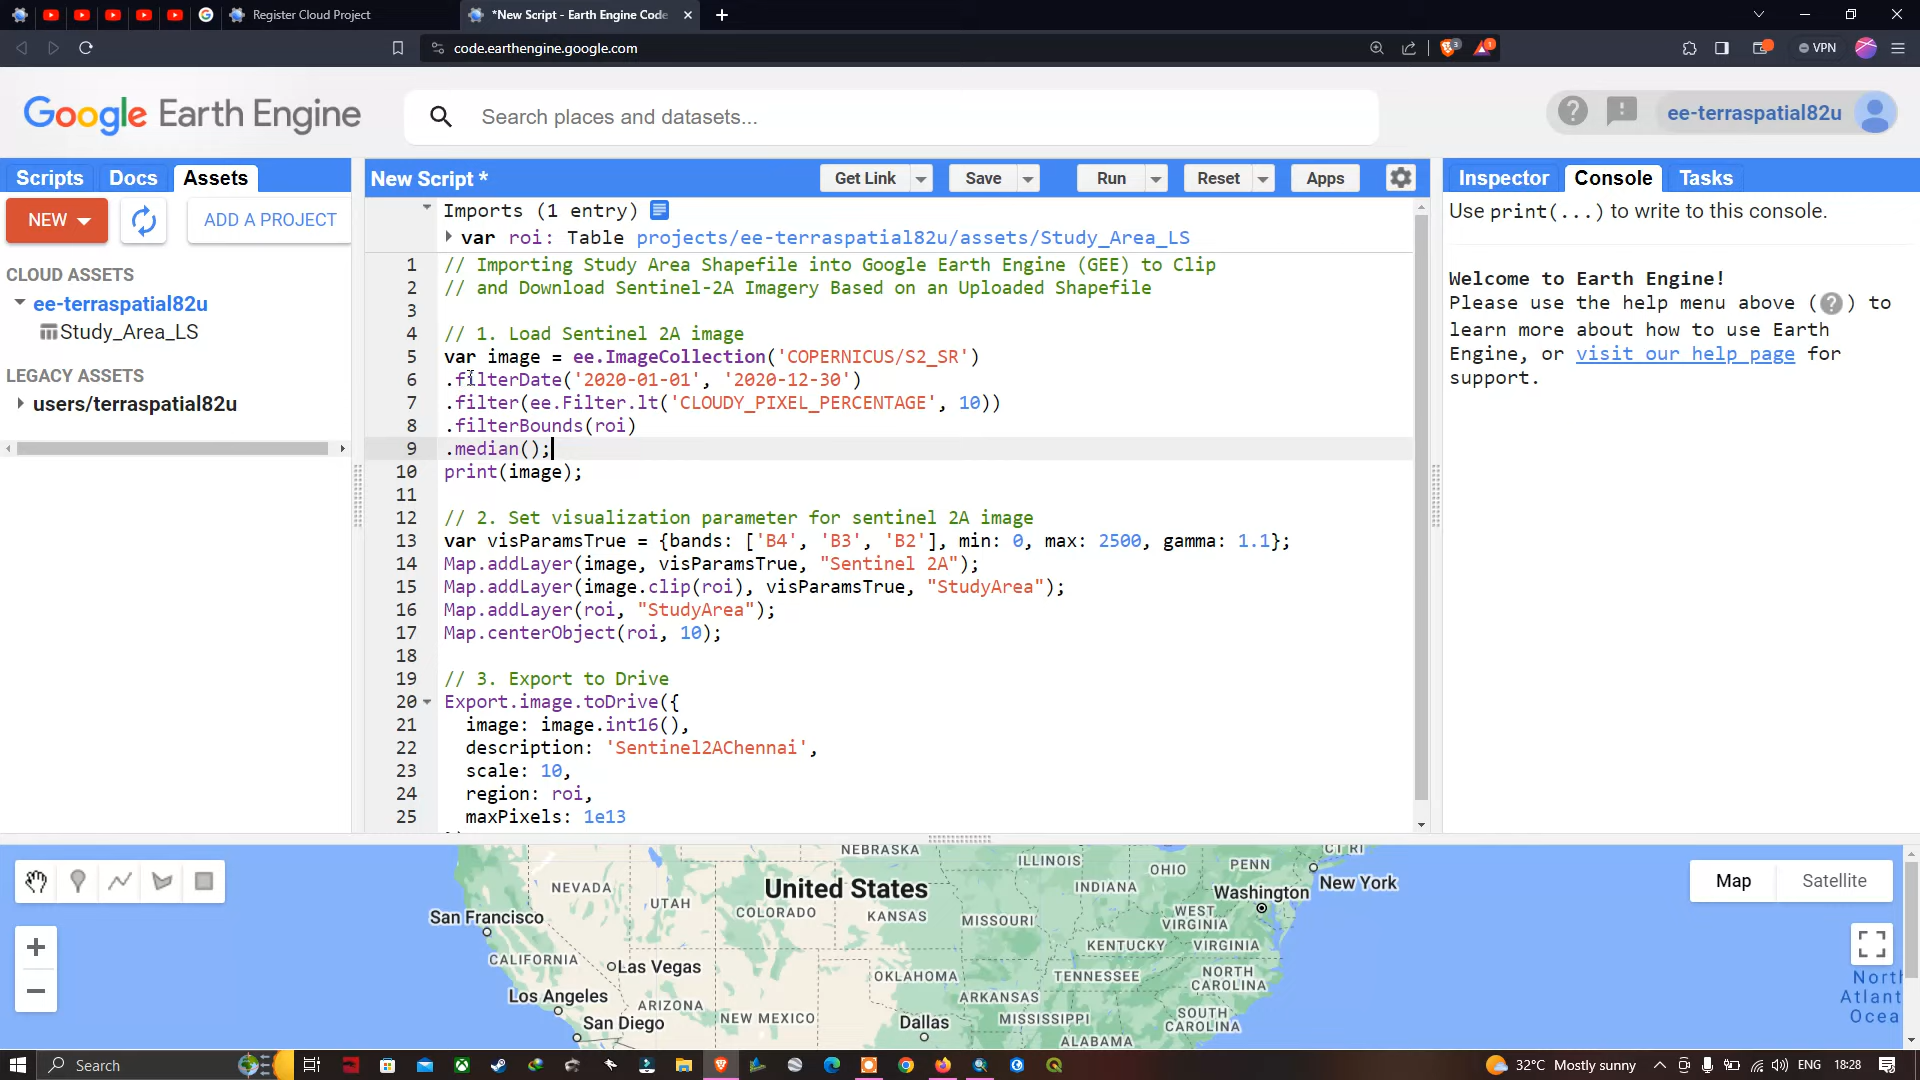 Register Cloud Project
*New Script - Earth Engine Code
code.earthengine.google.com
VPN
Google Earth Engine
Search places and datasets...
ee-terraspatial82u
Scripts
Docs
Assets
NEW
ADD A PROJECT
CLOUD ASSETS
ee-terraspatial82u
Study_Area_LS
LEGACY ASSETS
users/terraspatial82u
New Script *
Get Link
Save
Run
Reset
Apps
Imports (1 entry)
var roi: Table projects/ee-terraspatial82u/assets/Study_Area_LS
1 // Importing Study Area Shapefile into Google Earth Engine (GEE) to Clip
2 // and Download Sentinel-2A Imagery Based on an Uploaded Shapefile
3
4 // 1. Load Sentinel 2A image
5 var image = ee.ImageCollection('COPERNICUS/S2_SR')
6 .filterDate('2020-01-01', '2020-12-30')
7 .filter(ee.Filter.lt('CLOUDY_PIXEL_PERCENTAGE', 10))
8 .filterBounds(roi)
9 .median();
10 print(image);
11
12 // 2. Set visualization parameter for sentinel 2A image
13 var visParamsTrue = {bands: ['B4', 'B3', 'B2'], min: 0, max: 2500, gamma: 1.1};
14 Map.addLayer(image, visParamsTrue, "Sentinel 2A");
15 Map.addLayer(image.clip(roi), visParamsTrue, "StudyArea");
16 Map.addLayer(roi, "StudyArea");
17 Map.centerObject(roi, 10);
18
19 // 3. Export to Drive
20 Export.image.toDrive({
21 image: image.int16(),
22 description: 'Sentinel2AChennai',
23 scale: 10,
24 region: roi,
25 maxPixels: 1e13
Inspector
Console
Tasks
Use print(...) to write to this console.
Welcome to Earth Engine!
Please use the help menu above (?) to
learn more about how to use Earth
Engine, or visit our help page for
support.
NEBRASKA
ILLINOIS
OHIO
PENN
CT RI
NEVADA
United States
INDIANA
Washington
New York
UTAH
COLORADO
KANSAS
MISSOURI
WEST
VIRGINIA
San Francisco
KENTUCKY
VIRGINIA
CALIFORNIA
Las Vegas
OKLAHOMA
TENNESSEE
NORTH
CAROLINA
Los Angeles
ARIZONA
NEW MEXICO
ARKANSAS
MISSISSIPPI
SOUTH
CAROLINA
San Diego
Dallas
ALABAMA
Map
Satellite
North
Atlant
Ocea
Search
32°C Mostly sunny
ENG
18:28